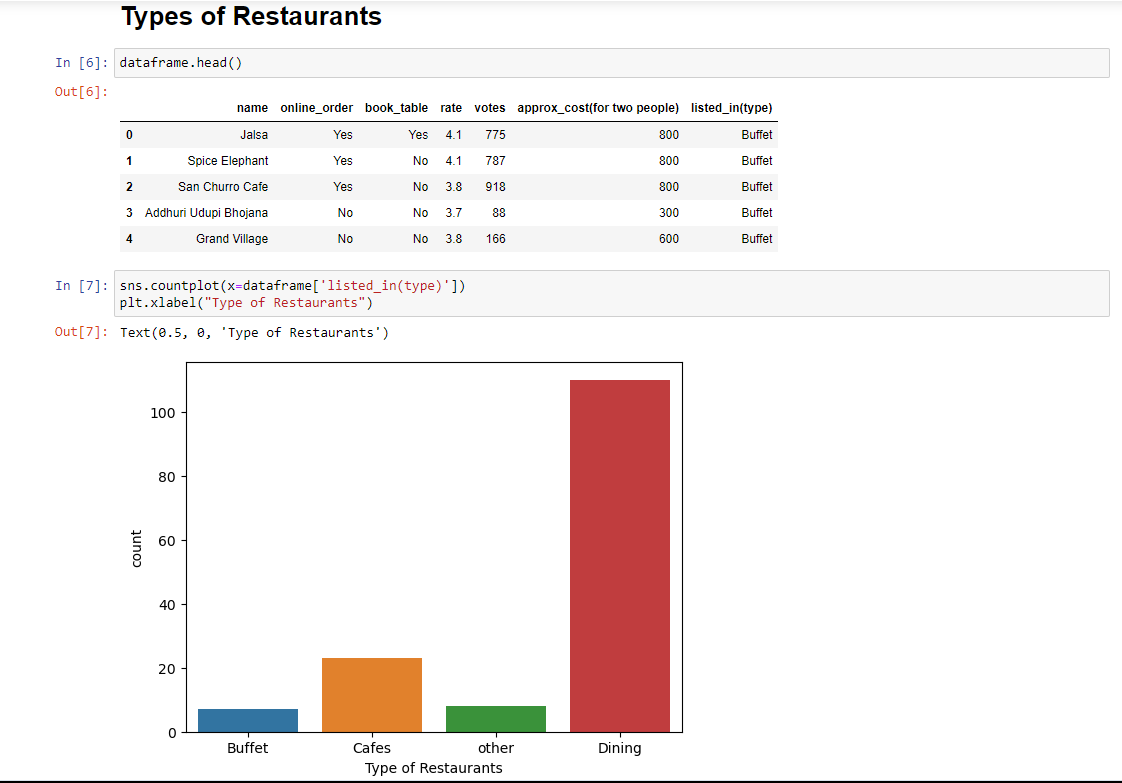 Types of Restaurants
In [6]: dataframe.head()
Out[6]:
name online_order book_table rate votes approx_cost(for two people) listed_in(type)
0 Jalsa Yes Yes 4.1 775 800 Buffet
1 Spice Elephant Yes No 4.1 787 800 Buffet
2 San Churro Cafe Yes No 3.8 918 800 Buffet
3 Addhuri Udupi Bhojana No No 3.7 88 300 Buffet
4 Grand Village No No 3.8 166 600 Buffet
In [7]: sns.countplot(x=dataframe['listed_in(type)'])
plt.xlabel("Type of Restaurants")
Out[7]: Text(0.5, 0, 'Type of Restaurants')
100
80
60
40
20
0
count
Buffet Cafes other Dining
Type of Restaurants